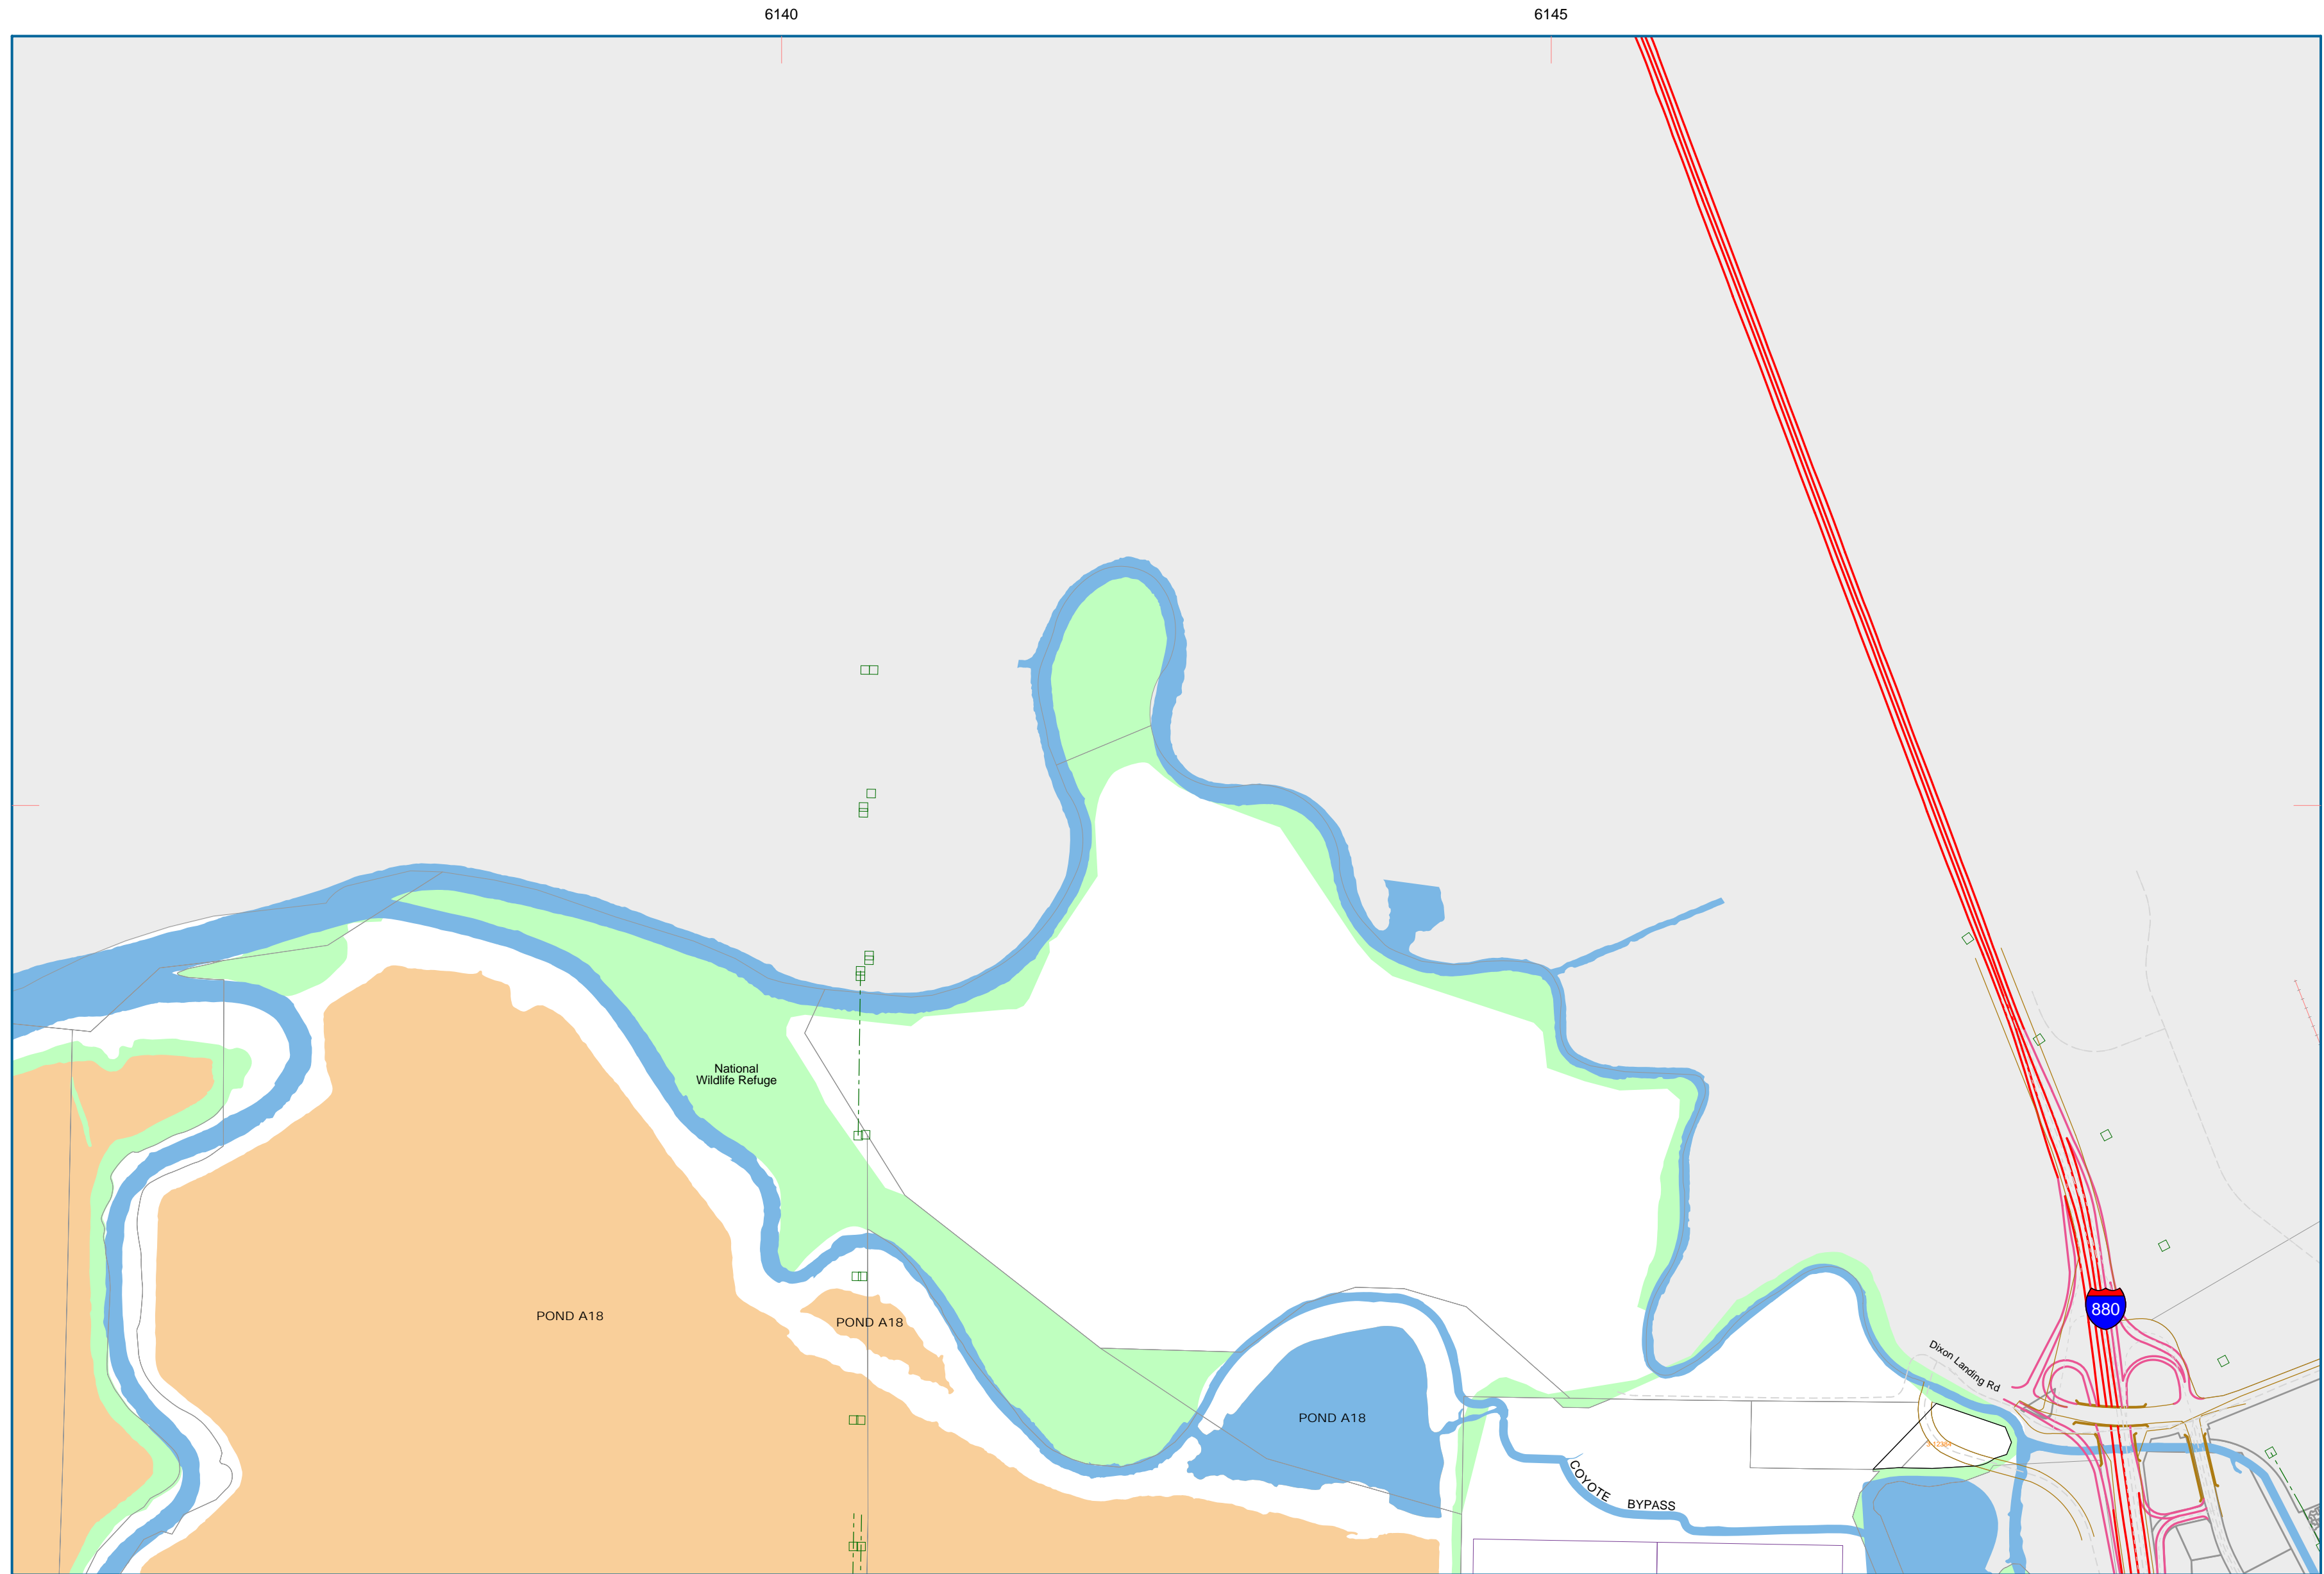 6140
6145
National
Wildlife Refuge
POND A18
POND A18
880
Dixon Landing Rd
POND A18
COYOTE BYPASS